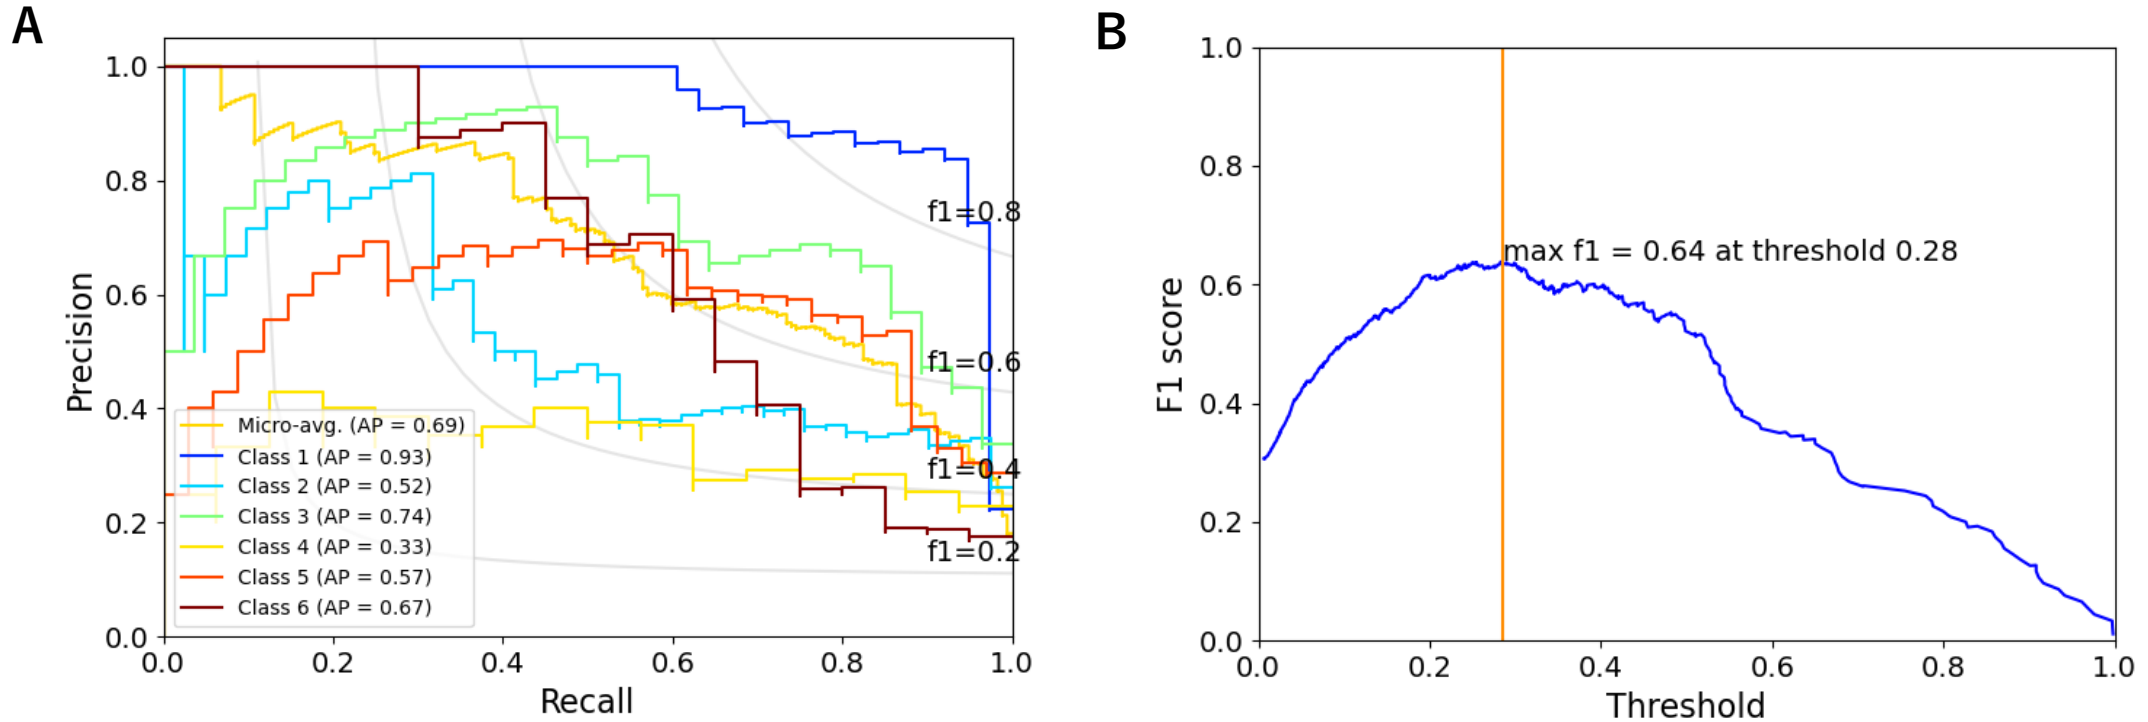 A
1.0
0.8
0.6
0.4
0.2
0.0
Precision
0.0 0.2 0.4 0.6 0.8 1.0
Recall
f1=0.8
f1=0.6
f1=0.4
f1=0.2
Micro-avg. (AP = 0.69)
Class 1 (AP = 0.93)
Class 2 (AP = 0.52)
Class 3 (AP = 0.74)
Class 4 (AP = 0.33)
Class 5 (AP = 0.57)
Class 6 (AP = 0.67)
B
1.0
0.8
0.6
0.4
0.2
0.0
F1 score
max f1 = 0.64 at threshold 0.28
0.0 0.2 0.4 0.6 0.8 1.0
Threshold